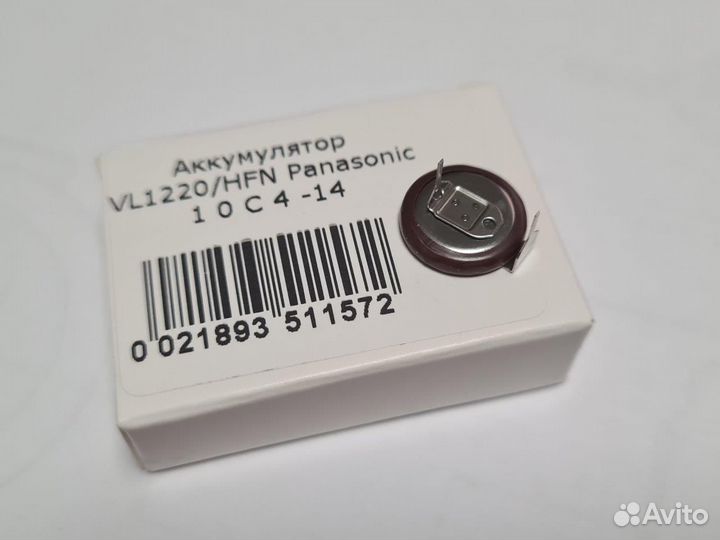 Аккумулятор
VL1220/HFN Panasonic
1 0 C 4 -14
0 021893 511572
Avito